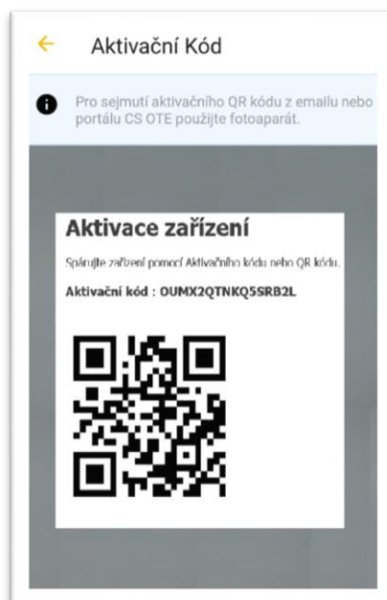 Aktivační Kód
Pro sejmutí aktivačního QR kódu z emailu nebo
portálu CS OTE použijte fotoaparát.
Aktivace zařízení
Spárujte zařízení pomocí Aktivačního kódu nebo QR kódu.
Aktivační kód : OUMX2QTNKQ5SRB2L